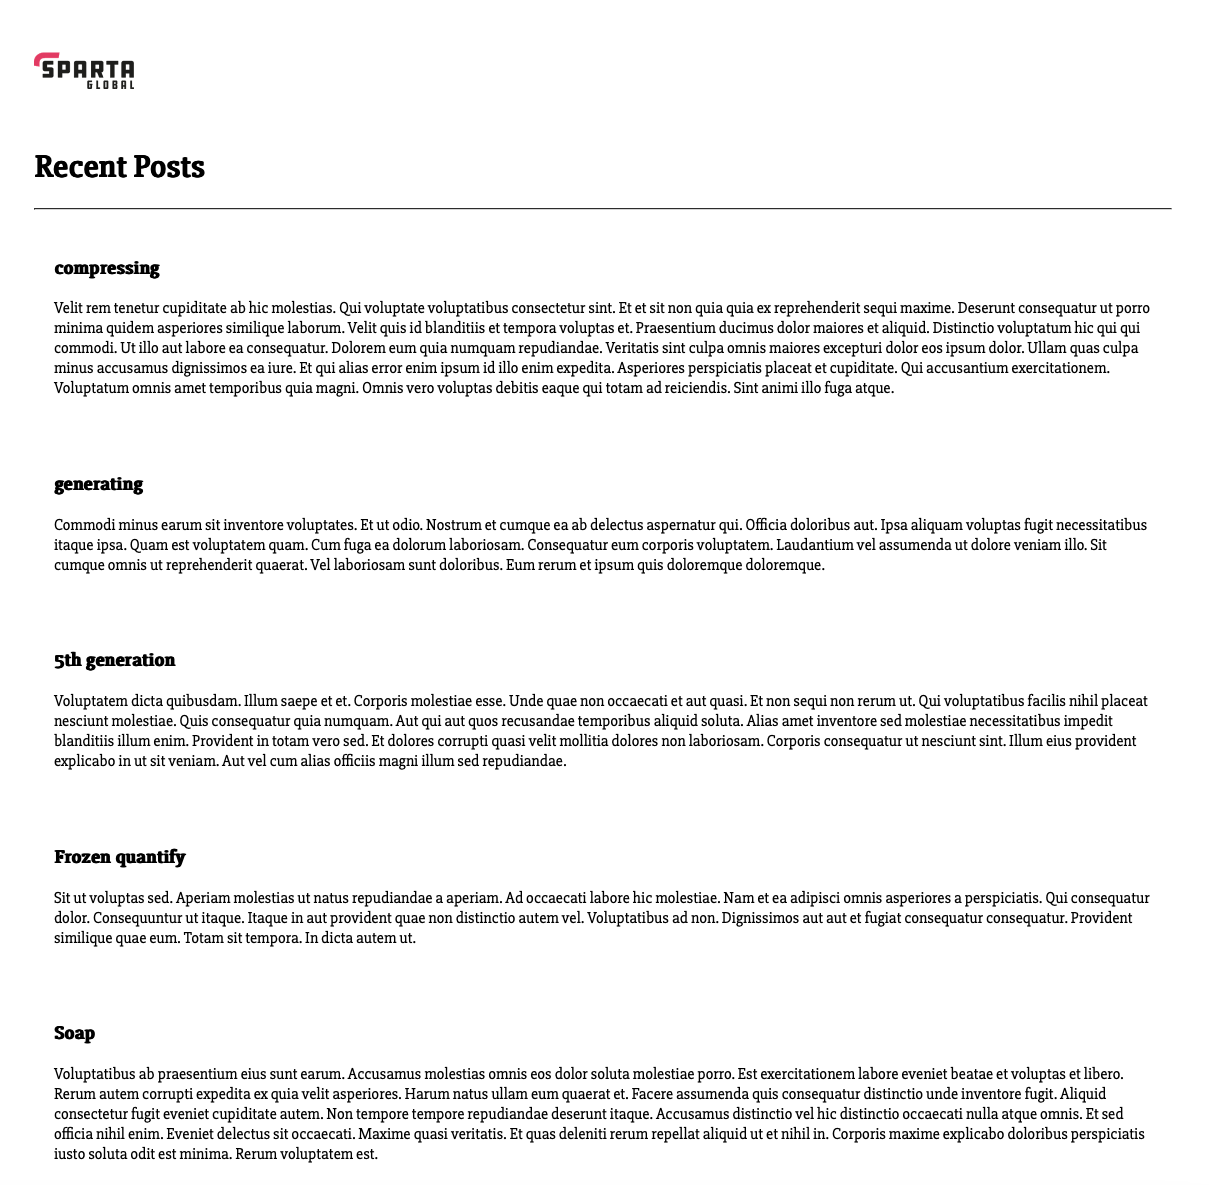 SPARTA
GLOBAL
Recent Posts
compressing
Velit rem tenetur cupiditate ab hic molestias. Qui voluptate voluptatibus consectetur sint. Et et sit non quia quia ex reprehenderit sequi maxime. Deserunt consequatur ut porro
minima quidem asperiores similique laborum. Velit quis id blanditiis et tempora voluptas et. Praesentium ducimus dolor maiores et aliquid. Distinctio voluptatum hic qui qui
commodi. Ut illo aut labore ea consequatur. Dolorem eum quia numquam repudiandae. Veritatis sint culpa omnis maiores excepturi dolor eos ipsum dolor. Ullam quas culpa
minus accusamus dignissimos ea iure. Et qui alias error enim ipsum id illo enim expedita. Asperiores perspiciatis placeat et cupiditate. Qui accusantium exercitationem.
Voluptatum omnis amet temporibus quia magni. Omnis vero voluptas debitis eaque qui totam ad reiciendis. Sint animi illo fuga atque.
generating
Commodi minus earum sit inventore voluptates. Et ut odio. Nostrum et cumque ea ab delectus aspernatur qui. Officia doloribus aut. Ipsa aliquam voluptas fugit necessitatibus
itaque ipsa. Quam est voluptatem quam. Cum fuga ea dolorum laboriosam. Consequatur eum corporis voluptatem. Laudantium vel assumenda ut dolore veniam illo. Sit
cumque omnis ut reprehenderit quaerat. Vel laboriosam sunt doloribus. Eum rerum et ipsum quis doloremque doloremque.
5th generation
Voluptatem dicta quibusdam. Illum saepe et et. Corporis molestiae esse. Unde quae non occaecati et aut quasi. Et non sequi non rerum ut. Qui voluptatibus facilis nihil placeat
nesciunt molestiae. Quis consequatur quia numquam. Aut qui aut quos recusandae temporibus aliquid soluta. Alias amet inventore sed molestiae necessitatibus impedit
blanditiis illum enim. Provident in totam vero sed. Et dolores corrupti quasi velit mollitia dolores non laboriosam. Corporis consequatur ut nesciunt sint. Illum eius provident
explicabo in ut sit veniam. Aut vel cum alias officiis magni illum sed repudiandae.
Frozen quantify
Sit ut voluptas sed. Aperiam molestias ut natus repudiandae a aperiam. Ad occaecati labore hic molestiae. Nam et ea adipisci omnis asperiores a perspiciatis. Qui consequatur
dolor. Consequuntur ut itaque. Itaque in aut provident quae non distinctio autem vel. Voluptatibus ad non. Dignissimos aut aut et fugiat consequatur consequatur. Provident
similique quae eum. Totam sit tempora. In dicta autem ut.
Soap
Voluptatibus ab praesentium eius sunt earum. Accusamus molestias omnis eos dolor soluta molestiae porro. Est exercitationem labore eveniet beatae et voluptas et libero.
Rerum autem corrupti expedita ex quia velit asperiores. Harum natus ullam eum quaerat et. Facere assumenda quis consequatur distinctio unde inventore fugit. Aliquid
consectetur fugit eveniet cupiditate autem. Non tempore tempore repudiandae deserunt itaque. Accusamus distinctio vel hic distinctio occaecati nulla atque omnis. Et sed
officia nihil enim. Eveniet delectus sit occaecati. Maxime quasi veritatis. Et quas deleniti rerum repellat aliquid ut et nihil in. Corporis maxime explicabo doloribus perspiciatis
iusto soluta odit est minima. Rerum voluptatem est.